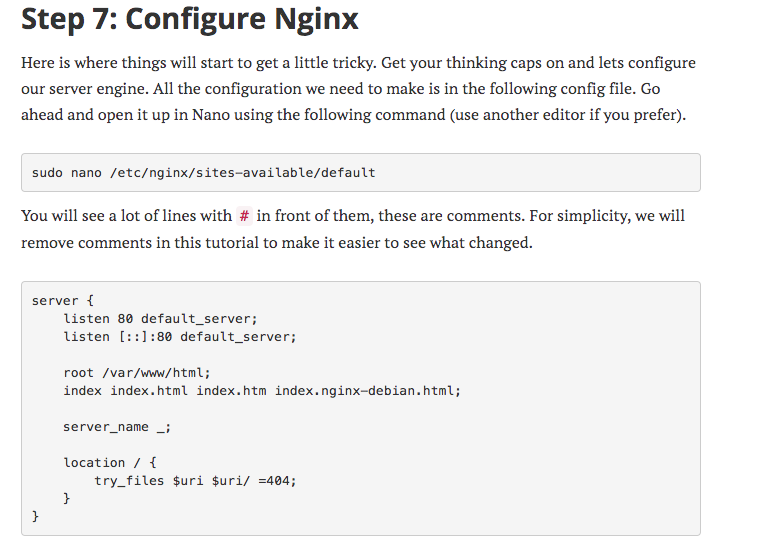 Step 7: Configure Nginx
Here is where things will start to get a little tricky. Get your thinking caps on and lets configure
our server engine. All the configuration we need to make is in the following config file. Go
ahead and open it up in Nano using the following command (use another editor if you prefer).
sudo nano /etc/nginx/sites-available/default
You will see a lot of lines with # in front of them, these are comments. For simplicity, we will
remove comments in this tutorial to make it easier to see what changed.
server {
    listen 80 default_server;
    listen [::]:80 default_server;
    root /var/www/html;
    index index.html index.htm index.nginx-debian.html;
    server_name _;
    location / {
        try_files $uri $uri/ =404;
    }
}